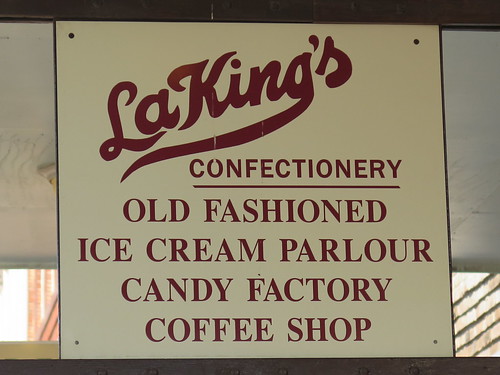 LaKing's
CONFECTIONERY
OLD FASHIONED
ICE CREAM PARLOUR
CANDY FACTORY
COFFEE SHOP